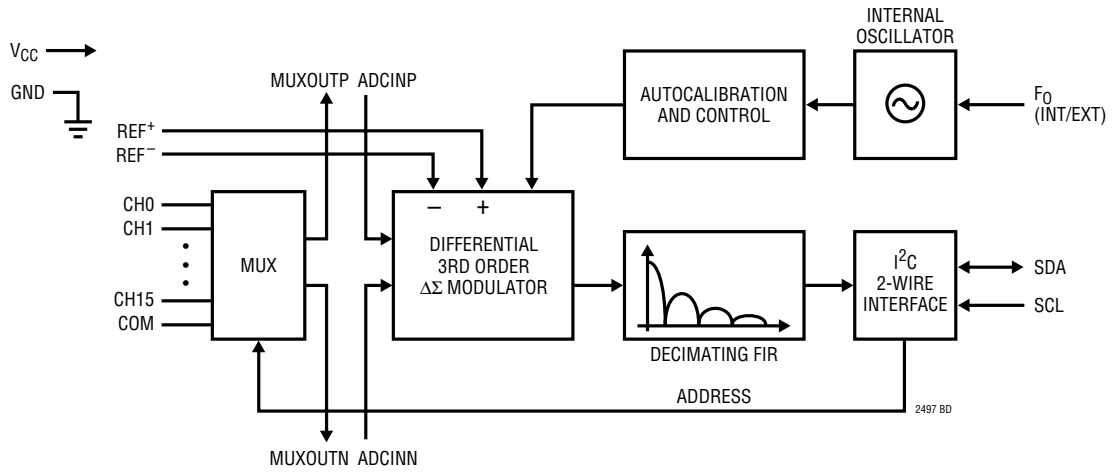 INTERNAL
OSCILLATOR
VCC
GND
MUXOUTP ADCINP
AUTOCALIBRATION
AND CONTROL
FO
(INT/EXT)
REF+
REF−
CH0
CH1
•
•
•
CH15
COM
MUX
− +
DIFFERENTIAL
3RD ORDER
ΔΣ MODULATOR
DECIMATING FIR
I2C
2-WIRE
INTERFACE
SDA
SCL
ADDRESS
2497 BD
MUXOUTN ADCINN